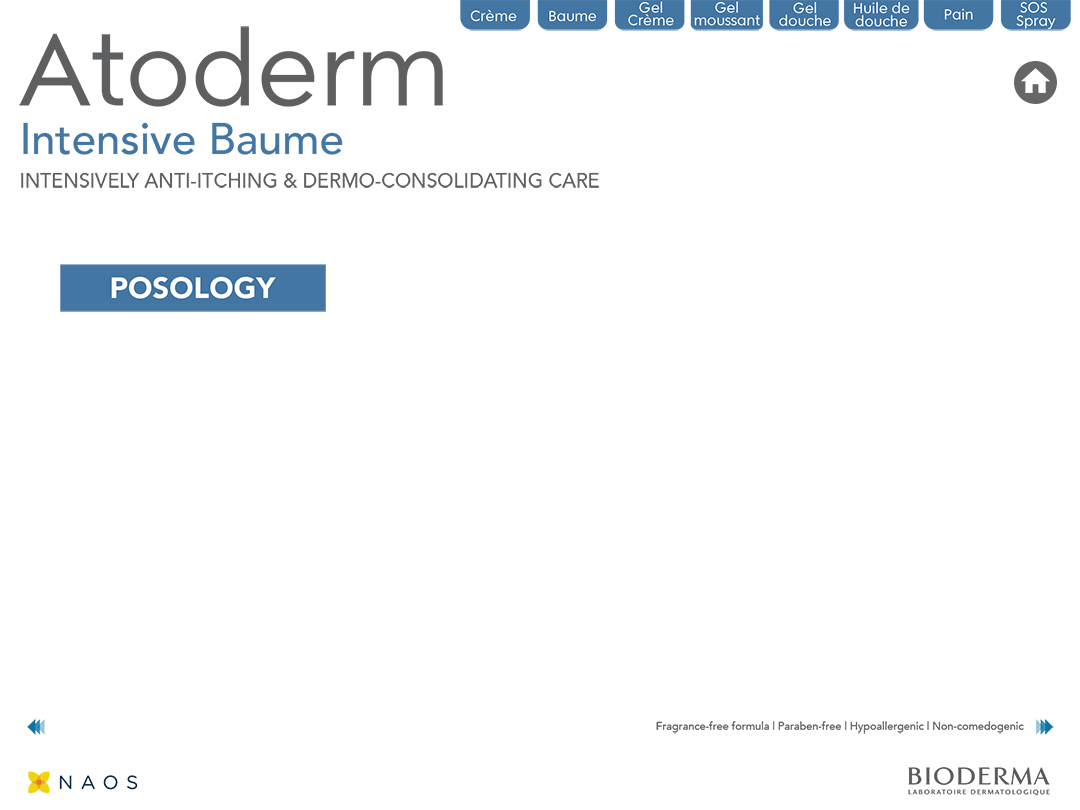 Crème
Baume
Gel
Crème
Gel
moussant
Gel
douche
Huile de
douche
Pain
SOS
Spray
Atoderm
Intensive Baume
INTENSIVELY ANTI-ITCHING & DERMO-CONSOLIDATING CARE
POSOLOGY
Fragrance-free formula | Paraben-free | Hypoallergenic | Non-comedogenic
NAOS
BIODERMA
LABORATOIRE DERMATOLOGIQUE